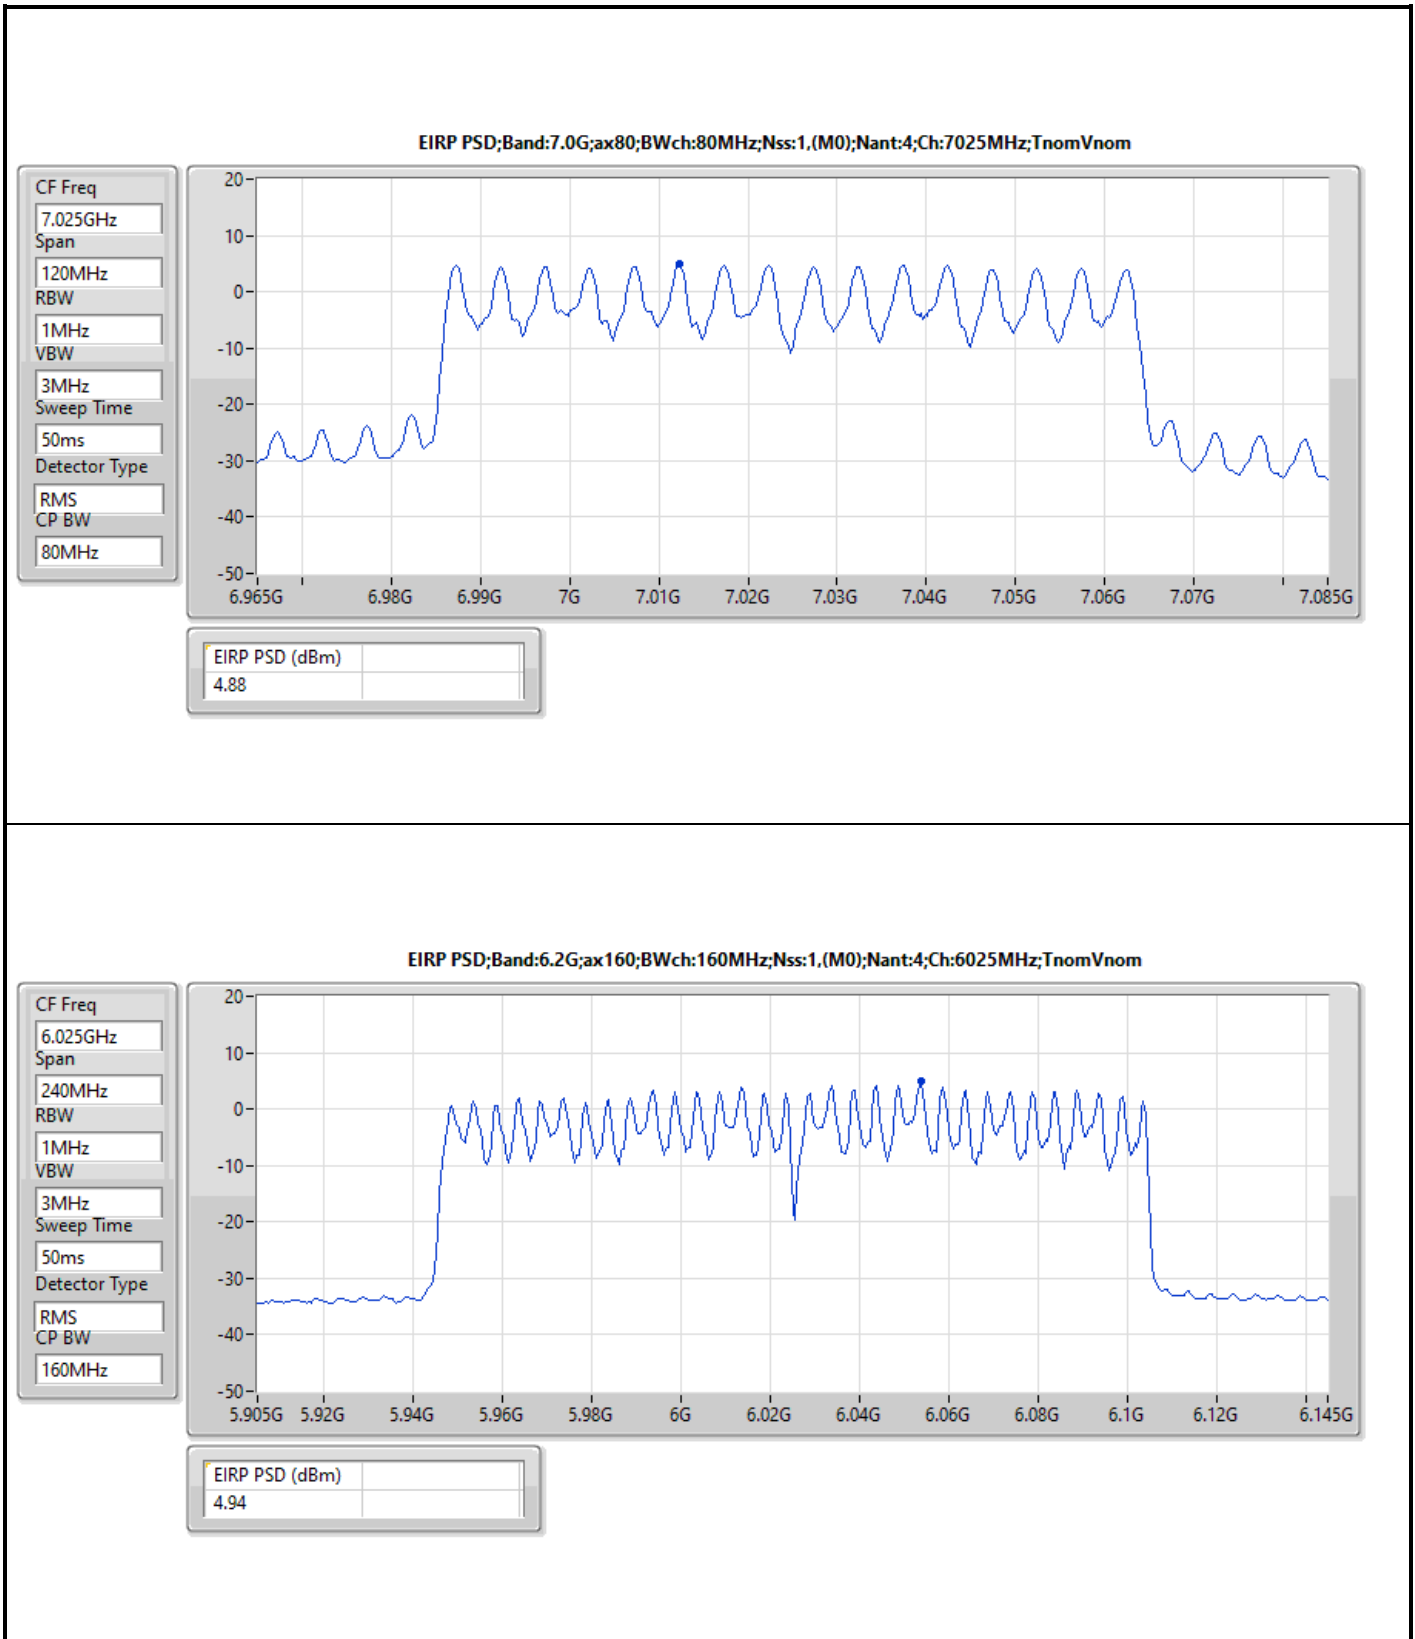 EIRP PSD;Band:7.0G;ax80;BWch:80MHz;Nss:1,(M0);Nant:4;Ch:7025MHz;TnomVnom
CF Freq
7.025GHz
Span
120MHz
RBW
1MHz
VBW
3MHz
Sweep Time
50ms
Detector Type
RMS
CP BW
80MHz
20
10
0
-10
-20
-30
-40
-50
6.965G 6.98G 6.99G 7G 7.01G 7.02G 7.03G 7.04G 7.05G 7.06G 7.07G 7.085G
EIRP PSD (dBm)
4.88
EIRP PSD;Band:6.2G;ax160;BWch:160MHz;Nss:1,(M0);Nant:4;Ch:6025MHz;TnomVnom
CF Freq
6.025GHz
Span
240MHz
RBW
1MHz
VBW
3MHz
Sweep Time
50ms
Detector Type
RMS
CP BW
160MHz
20
10
0
-10
-20
-30
-40
-50
5.905G 5.92G 5.94G 5.96G 5.98G 6G 6.02G 6.04G 6.06G 6.08G 6.1G 6.12G 6.145G
EIRP PSD (dBm)
4.94